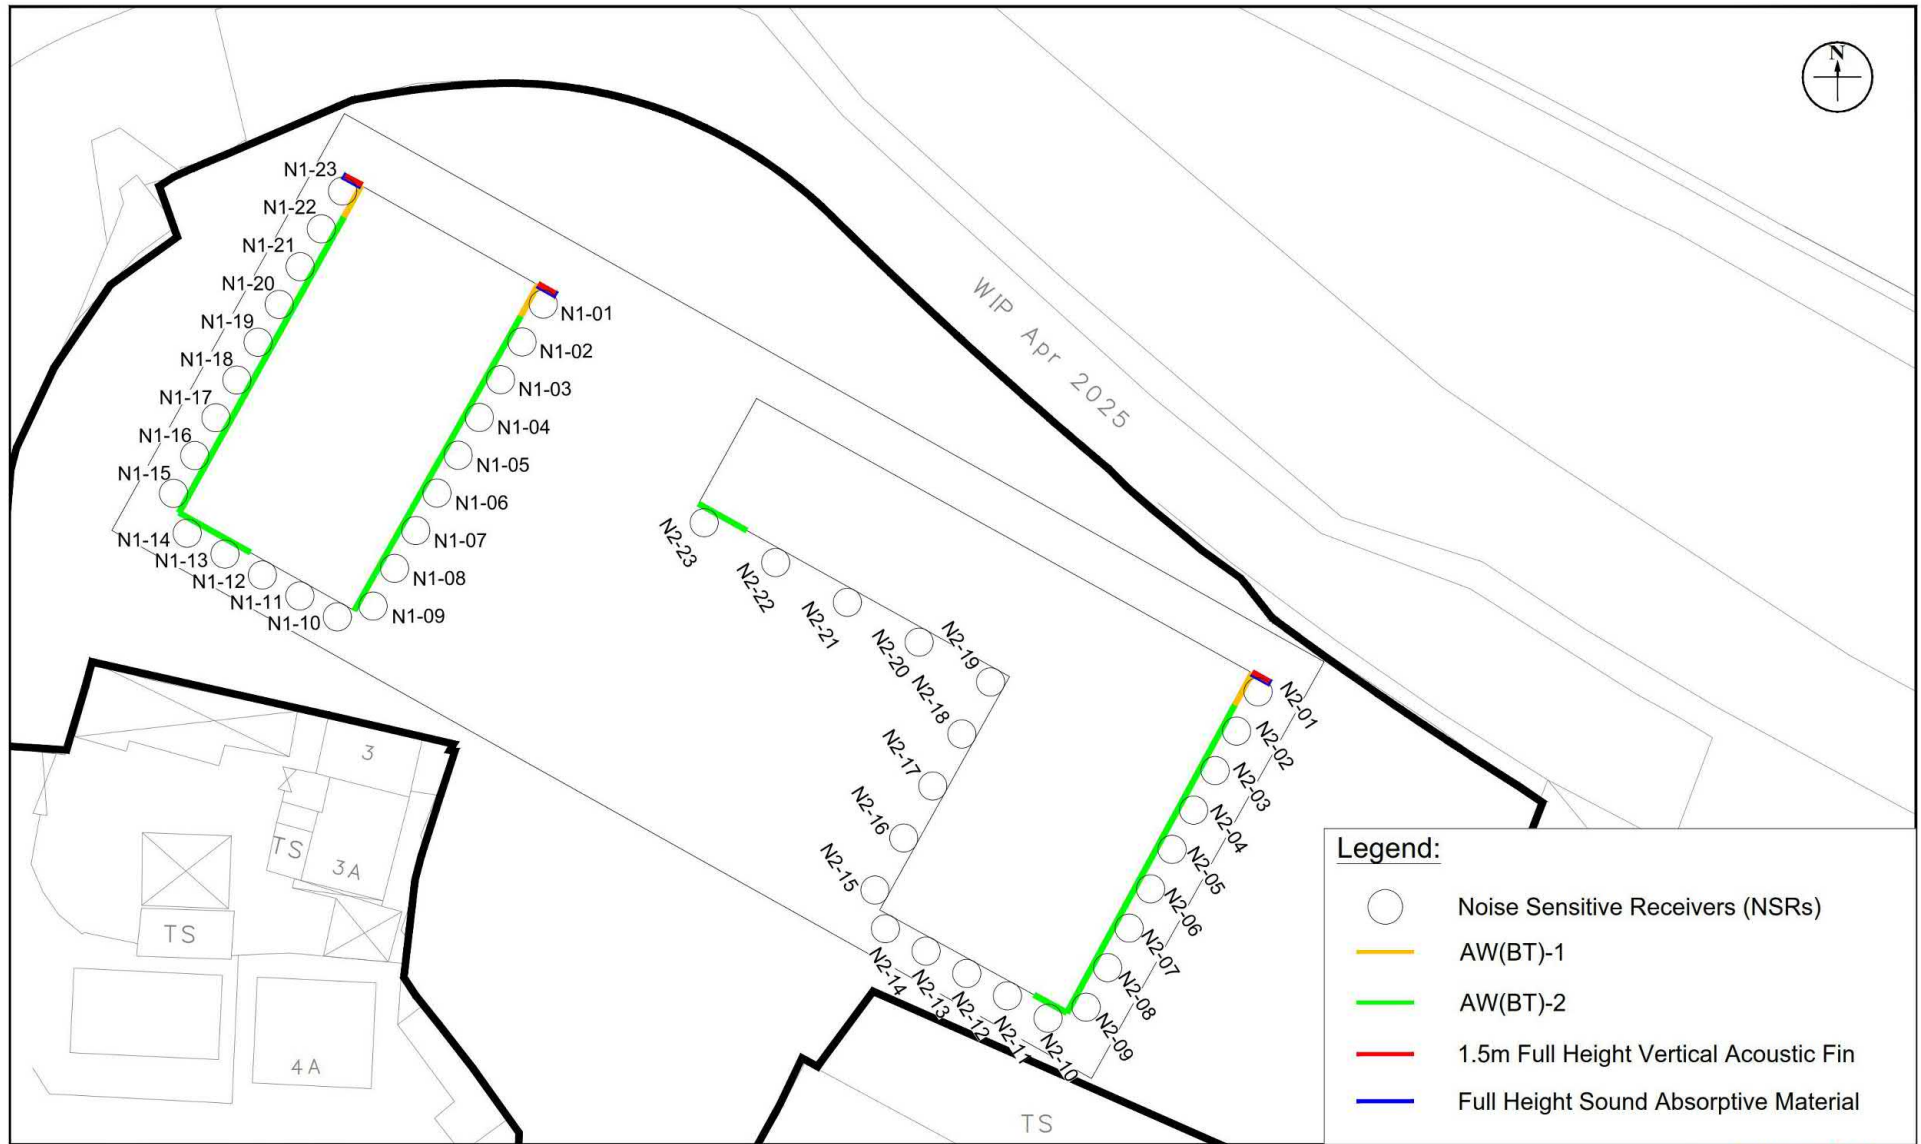 N
N1-23
N1-22
N1-21
N1-20
N1-19
N1-18
N1-17
N1-16
N1-15
N1-14
N1-13
N1-12
N1-11
N1-10
N1-01
N1-02
N1-03
N1-04
N1-05
N1-06
N1-07
N1-08
N1-09
WIP Apr 2025
N2-23
N2-22
N2-21
N2-20
N2-19
N2-18
N2-17
N2-16
N2-15
N2-14
N2-13
N2-12
N2-11
N2-10
N2-01
N2-02
N2-03
N2-04
N2-05
N2-06
N2-07
N2-08
N2-09
3
TS
3A
TS
4A
TS
Legend:
Noise Sensitive Receivers (NSRs)
AW(BT)-1
AW(BT)-2
1.5m Full Height Vertical Acoustic Fin
Full Height Sound Absorptive Material